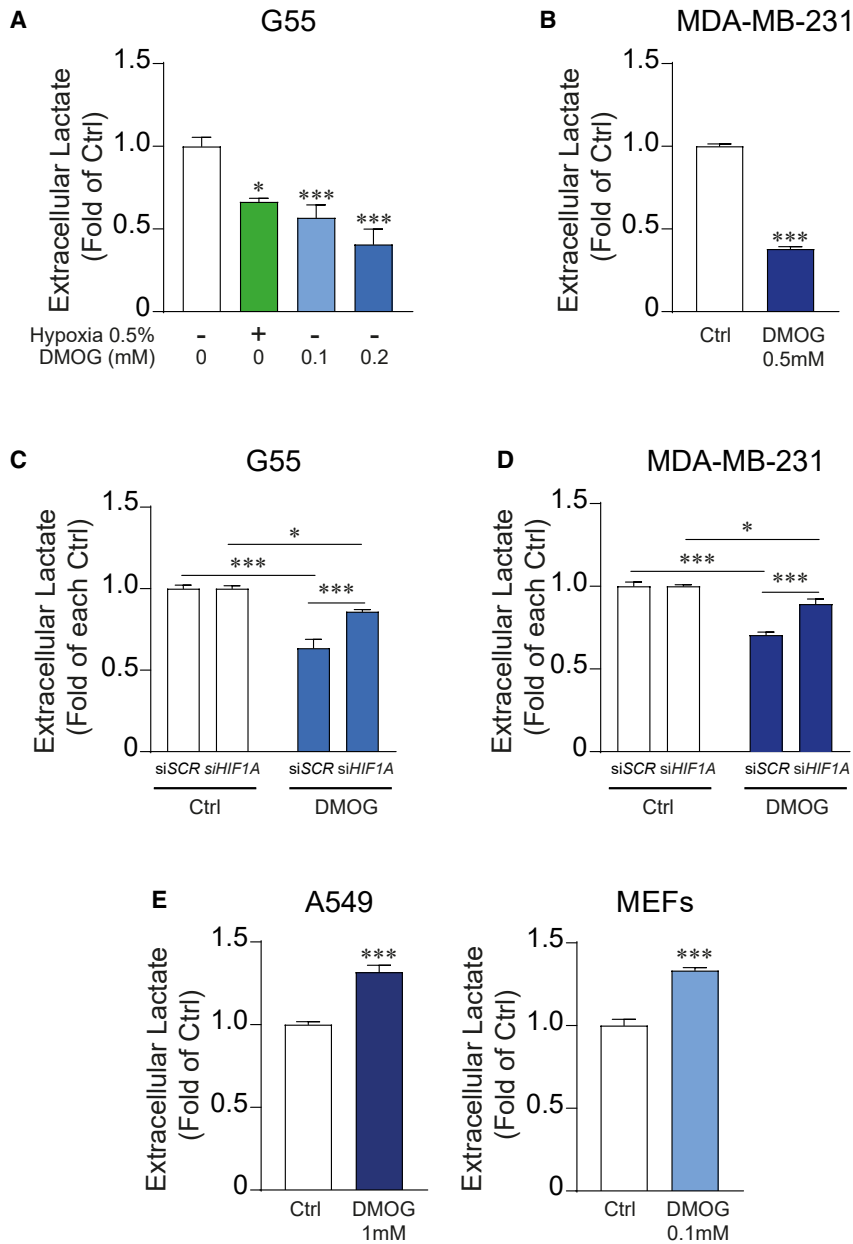 A
G55
Extracellular Lactate
(Fold of Ctrl)
1.5
1.0
0.5
0
*
***
***
Hypoxia 0.5% - + - -
DMOG (mM) 0 0 0.1 0.2
B
MDA-MB-231
Extracellular Lactate
(Fold of Ctrl)
1.5
1.0
0.5
0
***
Ctrl DMOG
0.5mM
C
G55
Extracellular Lactate
(Fold of each Ctrl)
1.5
1.0
0.5
0
*
***
***
siSCR siHIF1A siSCR siHIF1A
Ctrl DMOG
D
MDA-MB-231
Extracellular Lactate
(Fold of each Ctrl)
1.5
1.0
0.5
0
*
***
***
siSCR siHIF1A siSCR siHIF1A
Ctrl DMOG
E
A549
Extracellular Lactate
(Fold of Ctrl)
1.5
1.0
0.5
0
***
Ctrl DMOG
1mM
MEFs
Extracellular Lactate
(Fold of Ctrl)
1.5
1.0
0.5
0
***
Ctrl DMOG
0.1mM